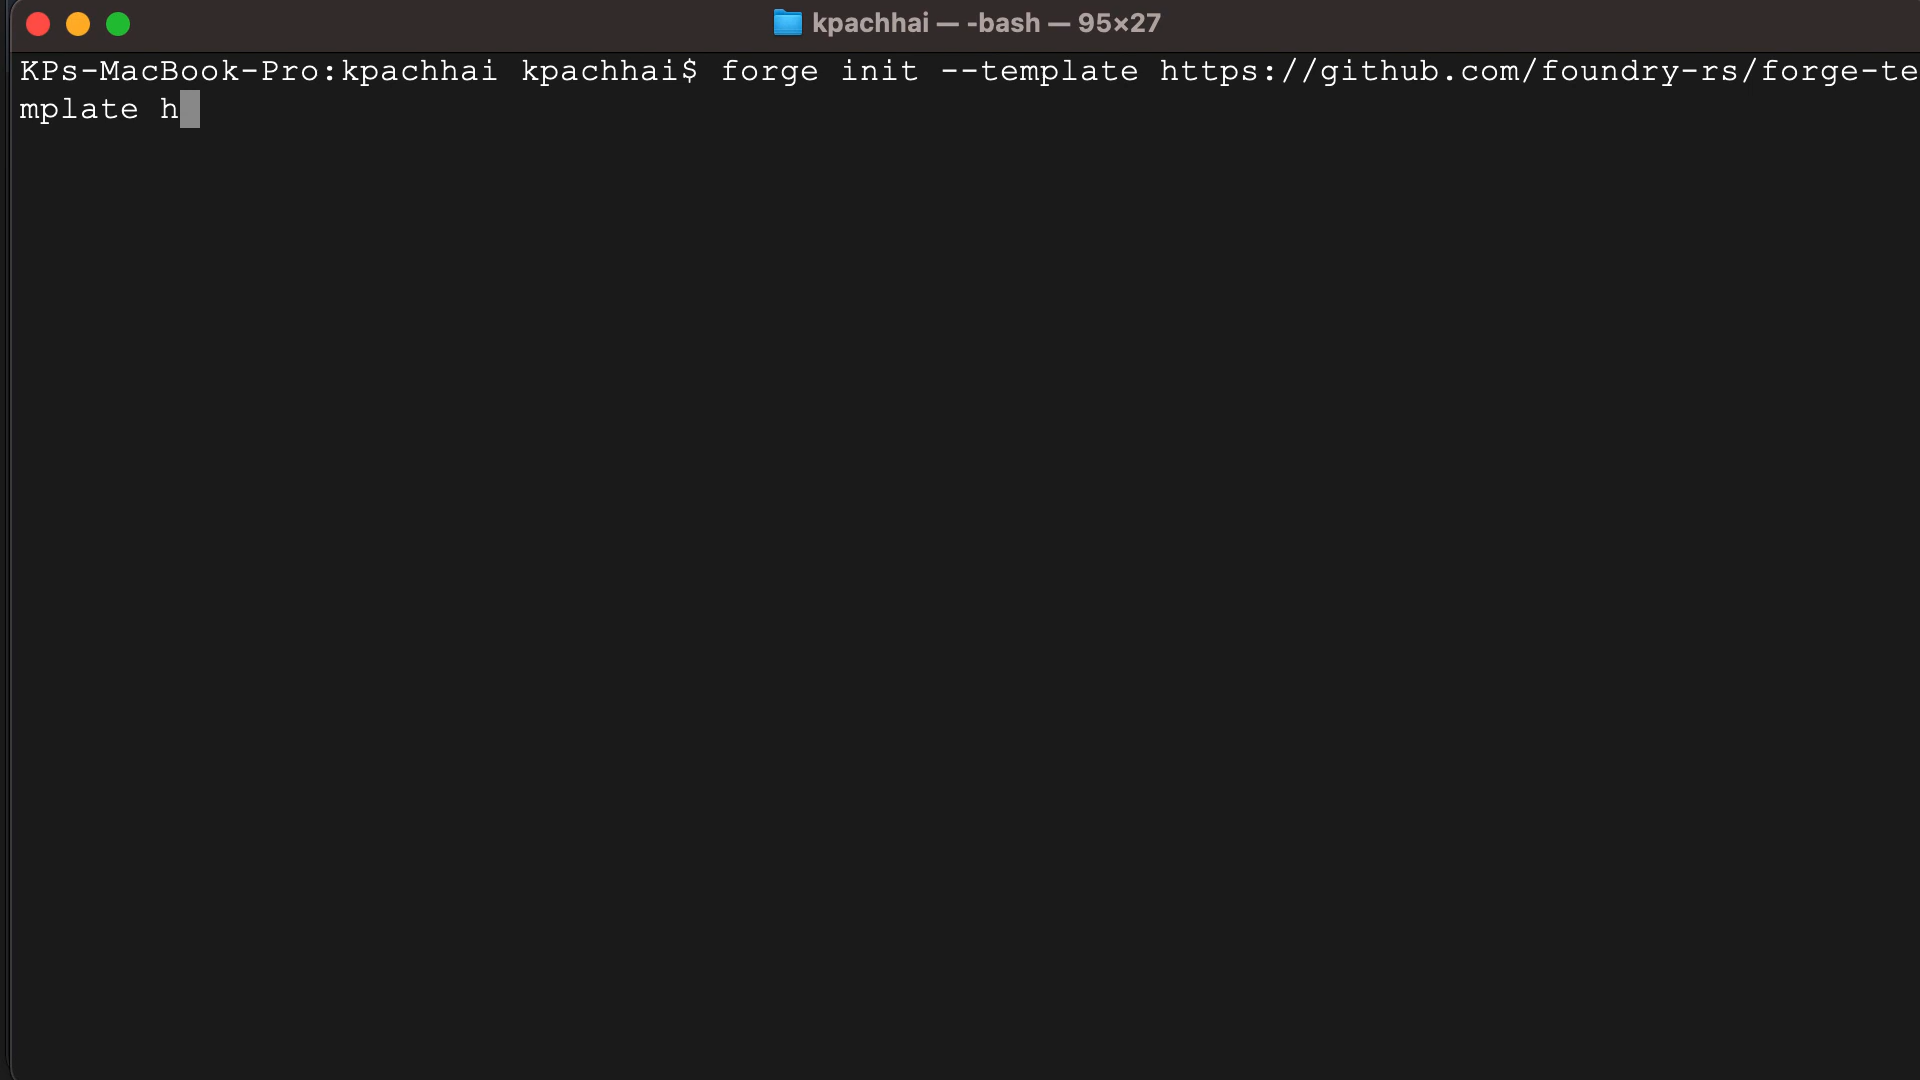 kpachhai — -bash — 95×27
KPs-MacBook-Pro:kpachhai kpachhai$ forge init --template https://github.com/foundry-rs/forge-te
mplate h